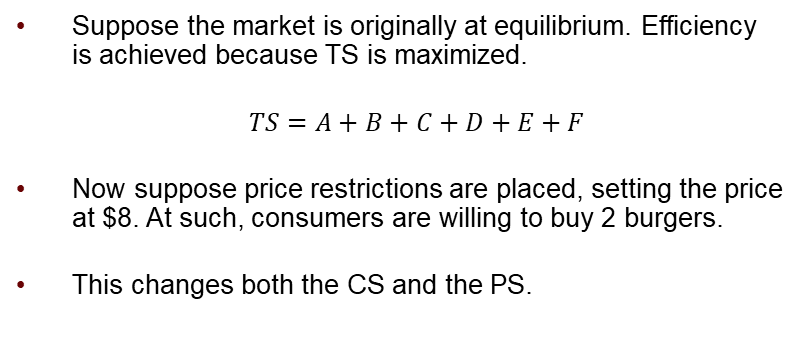 • Suppose the market is originally at equilibrium. Efficiency
is achieved because TS is maximized.
TS = A + B + C + D + E + F
• Now suppose price restrictions are placed, setting the price
at $8. At such, consumers are willing to buy 2 burgers.
• This changes both the CS and the PS.